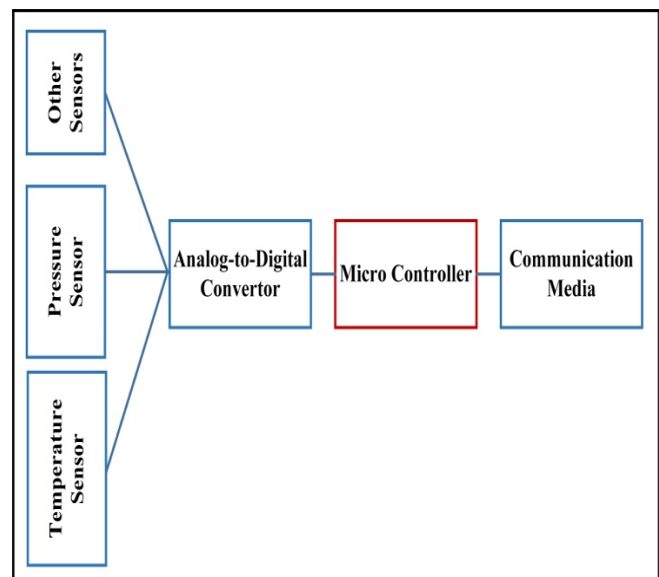 Other
Sensors
Pressure
Sensor
Temperature
Sensor
Analog-to-Digital
Convertor
Micro Controller
Communication
Media